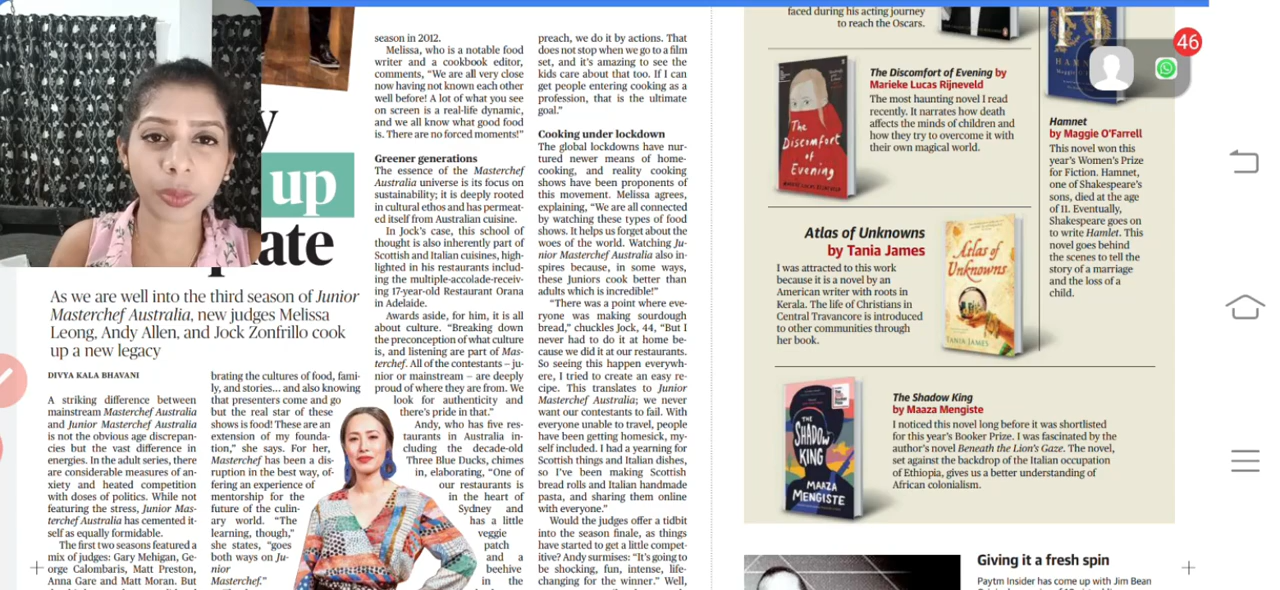 y
up
ate
As we are well into the third season of Junior
Masterchef Australia, new judges Melissa
Leong, Andy Allen, and Jock Zonfrillo cook
up a new legacy
DIVYA KALA BHAVANI
A striking difference between
mainstream Masterchef Australia
and Junior Masterchef Australia
is not the obvious age discrepan-
cies but the vast difference in
energies. In the adult series, there
are considerable measures of an-
xiety and heated competition
with doses of politics. While not
featuring the stress, Junior Mas-
terchef Australia has cemented it-
self as equally formidable.
The first two seasons featured a
mix of judges: Gary Mehigan, Ge-
orge Calombaris, Matt Preston,
Anna Gare and Matt Moran. But
brating the cultures of food, fami-
ly, and stories... and also knowing
that presenters come and go
but the real star of these
shows is food! These are an
extension of my founda-
tion,” she says. For her,
Masterchef has been a dis-
ruption in the best way, of-
fering an experience of
mentorship for the
future of the culin-
ary world. “The
learning, though,”
she states, “goes
both ways on Ju-
nior
Masterchef.”
season in 2012.
Melissa, who is a notable food
writer and a cookbook editor,
comments, “We are all very close
now having not known each other
well before! A lot of what you see
on screen is a real-life dynamic,
and we all know what good food
is. There are no forced moments!”
Greener generations
The essence of the Masterchef
Australia universe is its focus on
sustainability; it is deeply rooted
in cultural ethos and has permeat-
ed itself from Australian cuisine.
In Jock’s case, this school of
thought is also inherently part of
Scottish and Italian cuisines, high-
lighted in his restaurants includ-
ing the multiple-accolade-receiv-
ing 17-year-old Restaurant Orana
in Adelaide.
Awards aside, for him, it is all
about culture. “Breaking down
the preconception of what culture
is, and listening are part of Mas-
terchef. All of the contestants – ju-
nior or mainstream – are deeply
proud of where they are from. We
look for authenticity and
there’s pride in that.”
Andy, who has five res-
taurants in Australia in-
cluding the decade-old
Three Blue Ducks, chimes
in, elaborating, “One of
our restaurants is
in the heart of
Sydney and
has a little
veggie
patch
and a
beehive
in the
preach, we do it by actions. That
does not stop when we go to a film
set, and it’s amazing to see the
kids care about that too. If I can
get people entering cooking as a
profession, that is the ultimate
goal.”
Cooking under lockdown
The global lockdowns have nur-
tured newer means of home-
cooking, and reality cooking
shows have been proponents of
this movement. Melissa agrees,
explaining, “We are all connected
by watching these types of food
shows. It helps us forget about the
woes of the world. Watching Ju-
nior Masterchef Australia also in-
spires because, in some ways,
these Juniors cook better than
adults which is incredible!”
“There was a point where eve-
ryone was making sourdough
bread,” chuckles Jock, 44, “But I
never had to do it at home be-
cause we did it at our restaurants.
So seeing this happen everywh-
ere, I tried to create an easy re-
cipe. This translates to Junior
Masterchef Australia; we never
want our contestants to fail. With
everyone unable to travel, people
have been getting homesick, my-
self included. I had a yearning for
Scottish things and Italian dishes,
so I’ve been making Scottish
bread rolls and Italian handmade
pasta, and sharing them online
with everyone.”
Would the judges offer a tidbit
into the season finale, as things
have started to get a little compet-
itive? Andy surmises: “It’s going to
be shocking, fun, intense, life-
changing for the winner.” Well,
faced during his acting journey
to reach the Oscars.
The Discomfort of Evening by
Marieke Lucas Rijneveld
The most haunting novel I read
recently. It narrates how death
affects the minds of children and
how they try to overcome it with
their own magical world.
The
Discomfort
of
Evening
MARIEKE LUCAS RIJNEVELD
Atlas of Unknowns
by Tania James
I was attracted to this work
because it is a novel by an
American writer with roots in
Kerala. The life of Christians in
Central Travancore is introduced
to other communities through
her book.
Atlas of
Unknowns
TANIA JAMES
H
46
Hamnet
by Maggie O’Farrell
This novel won this
year’s Women’s Prize
for Fiction. Hamnet,
one of Shakespeare’s
sons, died at the age
of 11. Eventually,
Shakespeare goes on
to write Hamlet. This
novel goes behind
the scenes to tell the
story of a marriage
and the loss of a
child.
THE
SHADOW
KING
MAAZA
MENGISTE
The Shadow King
by Maaza Mengiste
I noticed this novel long before it was shortlisted
for this year’s Booker Prize. I was fascinated by the
author’s novel Beneath the Lion’s Gaze. The novel,
set against the backdrop of the Italian occupation
of Ethiopia, gives us a better understanding of
African colonialism.
Giving it a fresh spin
Paytm Insider has come up with Jim Bean